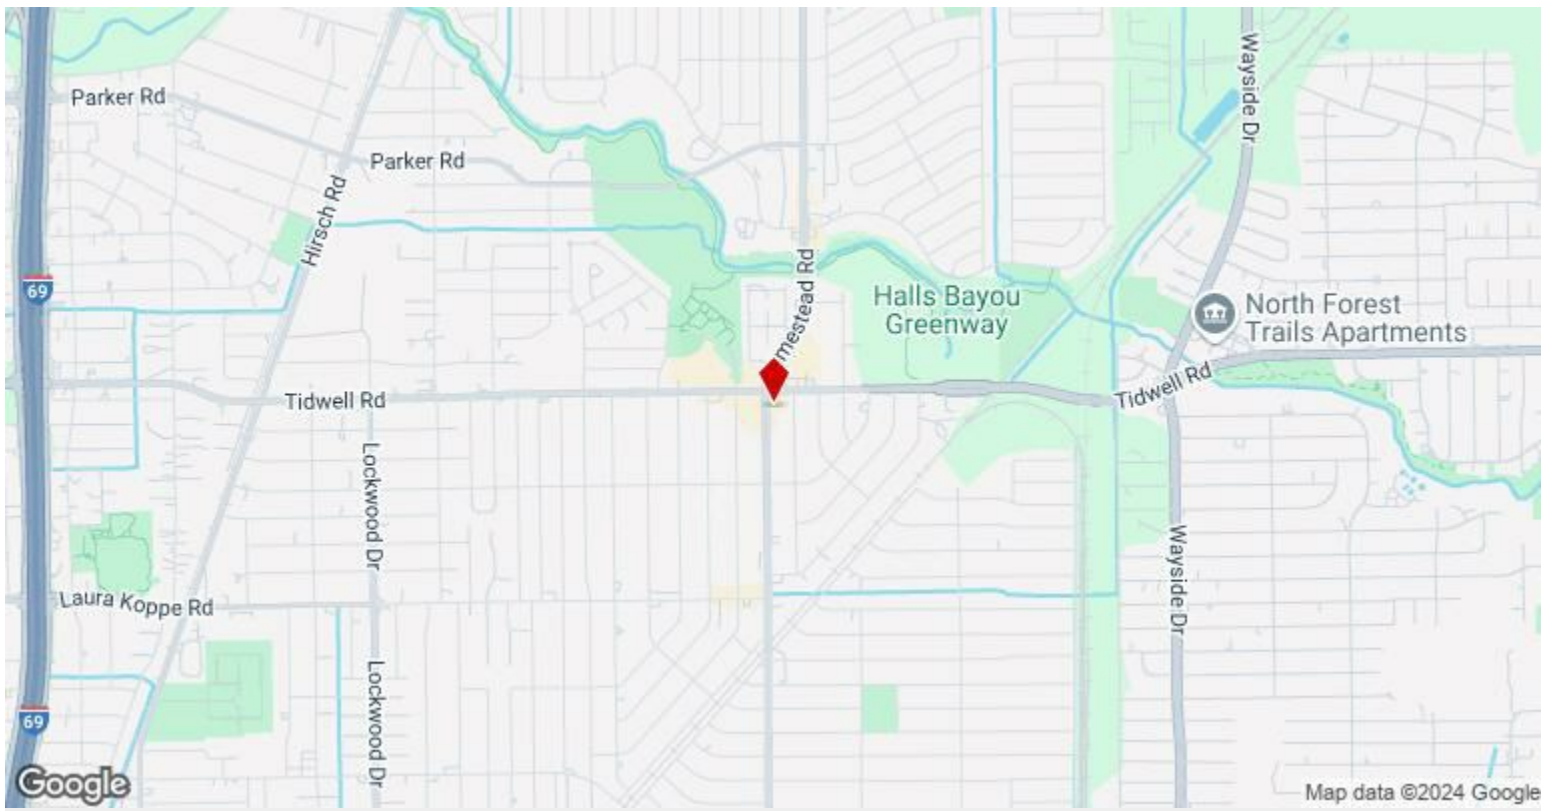 Parker Rd
Wayside Dr
Parker Rd
Hirsch Rd
69
mestead Rd
Halls Bayou
Greenway
North Forest
Trails Apartments
Tidwell Rd
Tidwell Rd
Lockwood Dr
Wayside Dr
Laura Koppe Rd
Lockwood Dr
69
Google
Map data ©2024 Google